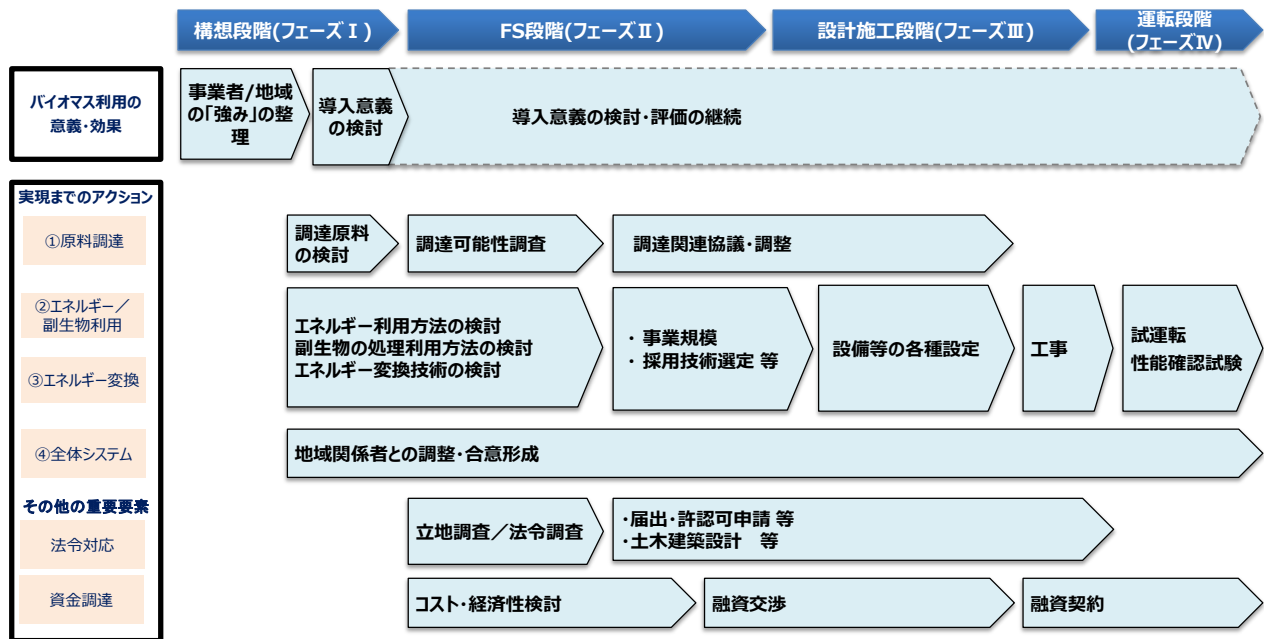 構想段階(フェーズⅠ)
FS段階(フェーズⅡ)
設計施工段階(フェーズⅢ)
運転段階
(フェーズⅣ)
バイオマス利用の
意義・効果
事業者/地域
の「強み」の整
理
導入意義
の検討
導入意義の検討・評価の継続
実現までのアクション
①原料調達
調達原料
の検討
調達可能性調査
調達関連協議・調整
②エネルギー／
副生物利用
③エネルギー変換
エネルギー利用方法の検討
副生物の処理利用方法の検討
エネルギー変換技術の検討
・ 事業規模
・ 採用技術選定 等
設備等の各種設定
工事
試運転
性能確認試験
④全体システム
地域関係者との調整・合意形成
その他の重要要素
法令対応
立地調査／法令調査
・届出・許認可申請 等
・土木建築設計　等
資金調達
コスト・経済性検討
融資交渉
融資契約